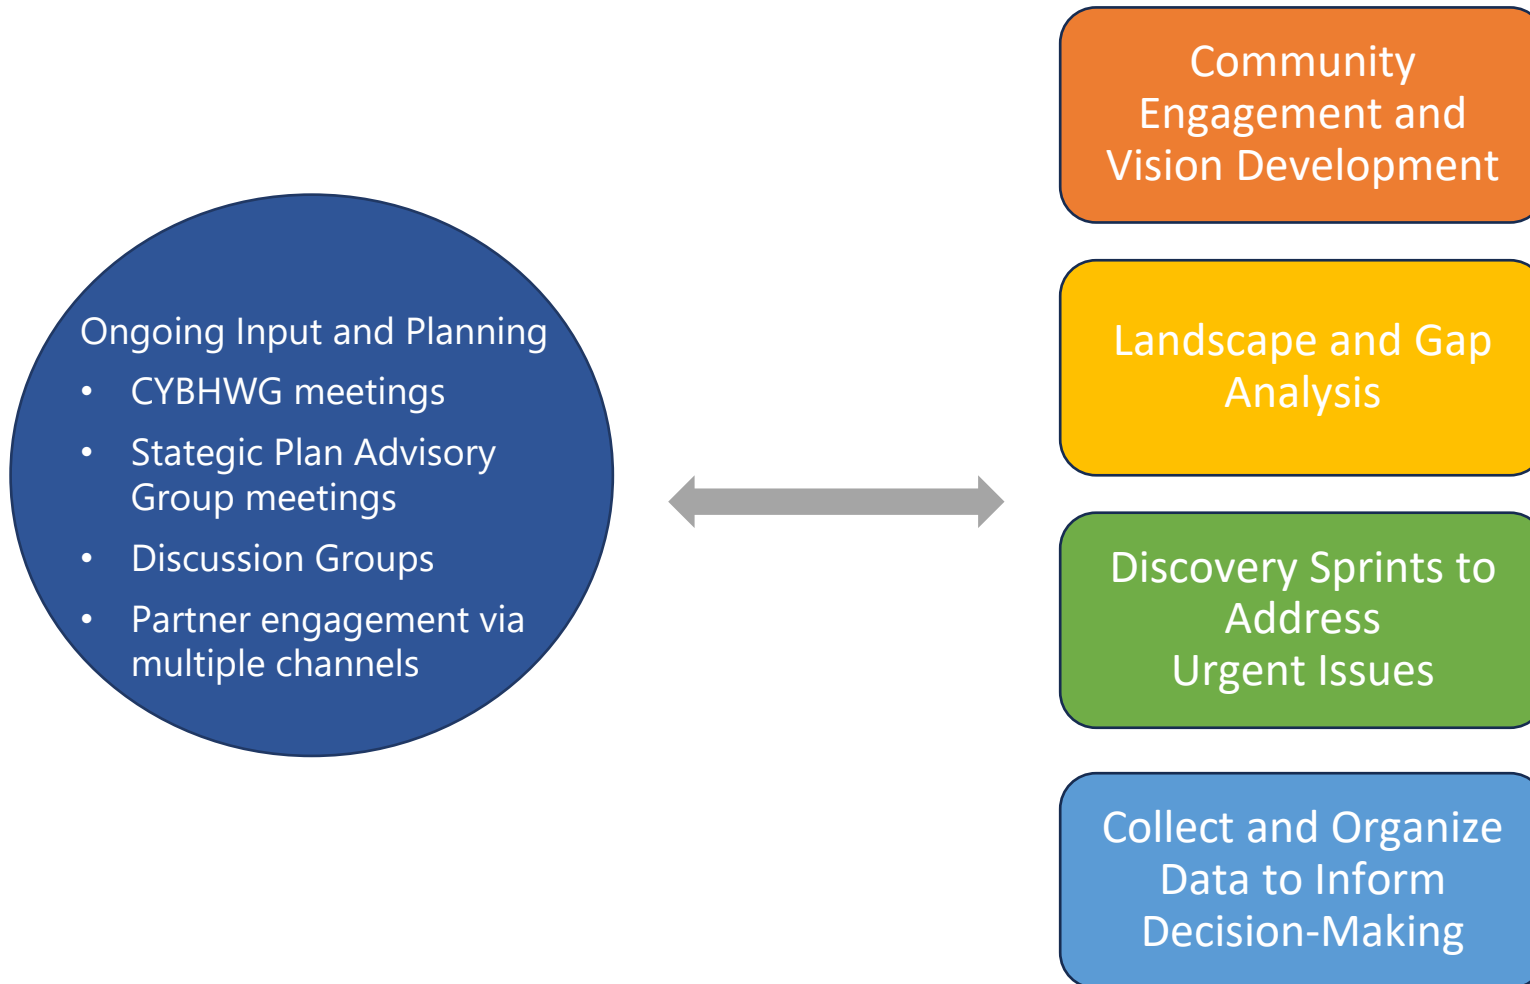 Ongoing Input and Planning
• CYBHWG meetings
• Stategic Plan Advisory
Group meetings
• Discussion Groups
• Partner engagement via
multiple channels
Community
Engagement and
Vision Development
Landscape and Gap
Analysis
Discovery Sprints to
Address
Urgent Issues
Collect and Organize
Data to Inform
Decision-Making